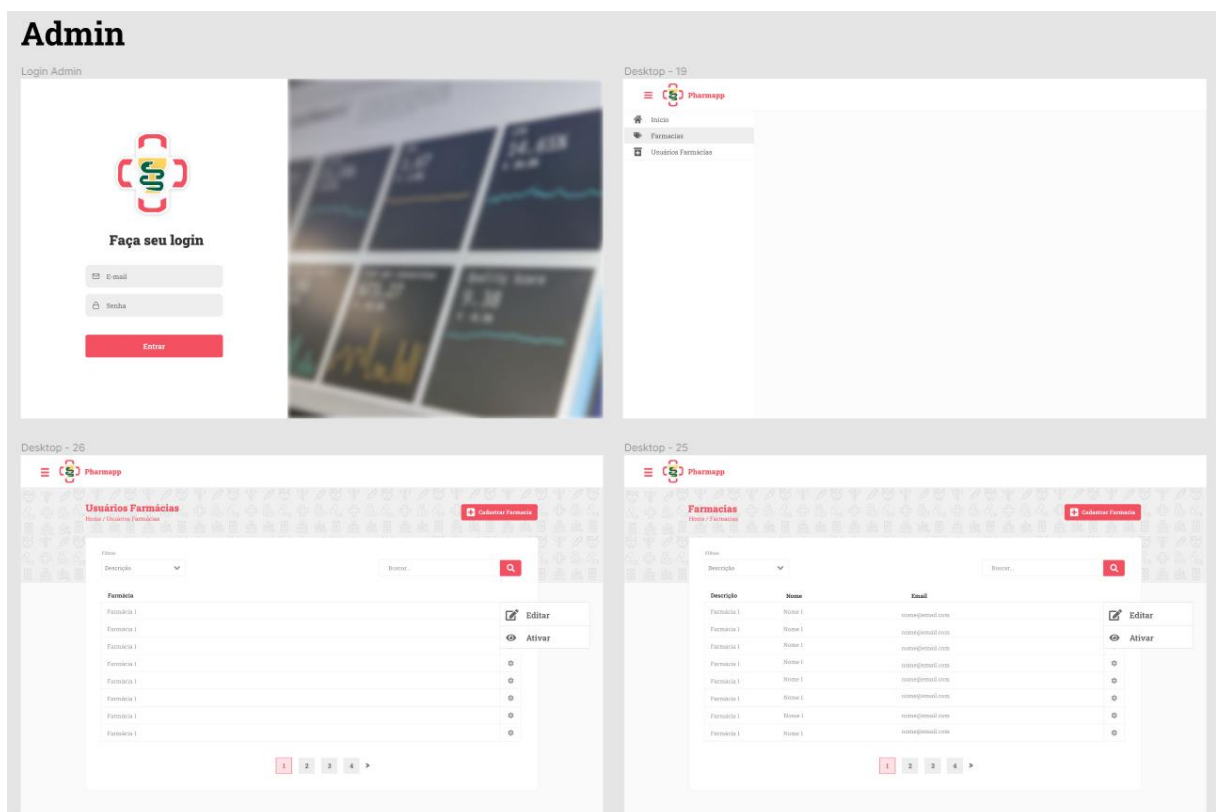 Admin
Login Admin
Faça seu login
E-mail
Senha
Entrar
Desktop - 19
Pharmapp
Inicio
Farmacias
Usuários Farmácias
Desktop - 26
Pharmapp
Usuários Farmácias
Home / Usuários Farmácias
Cadastrar Farmacia
Filtros
Descrição
Buscar...
Farmácia
Farmácia 1
Editar
Farmácia 1
Ativar
Farmácia 1
Farmácia 1
Farmácia 1
Farmácia 1
Farmácia 1
Farmácia 1
1 2 3 4 >
Desktop - 25
Pharmapp
Farmacias
Home / Farmacias
Cadastrar Farmacia
Filtros
Descrição
Buscar...
Descrição Nome Email
Farmácia 1 Nome 1 nome@email.com
Editar
Farmácia 1 Nome 1 nome@email.com
Ativar
Farmácia 1 Nome 1 nome@email.com
Farmácia 1 Nome 1 nome@email.com
Farmácia 1 Nome 1 nome@email.com
Farmácia 1 Nome 1 nome@email.com
Farmácia 1 Nome 1 nome@email.com
Farmácia 1 Nome 1 nome@email.com
1 2 3 4 >